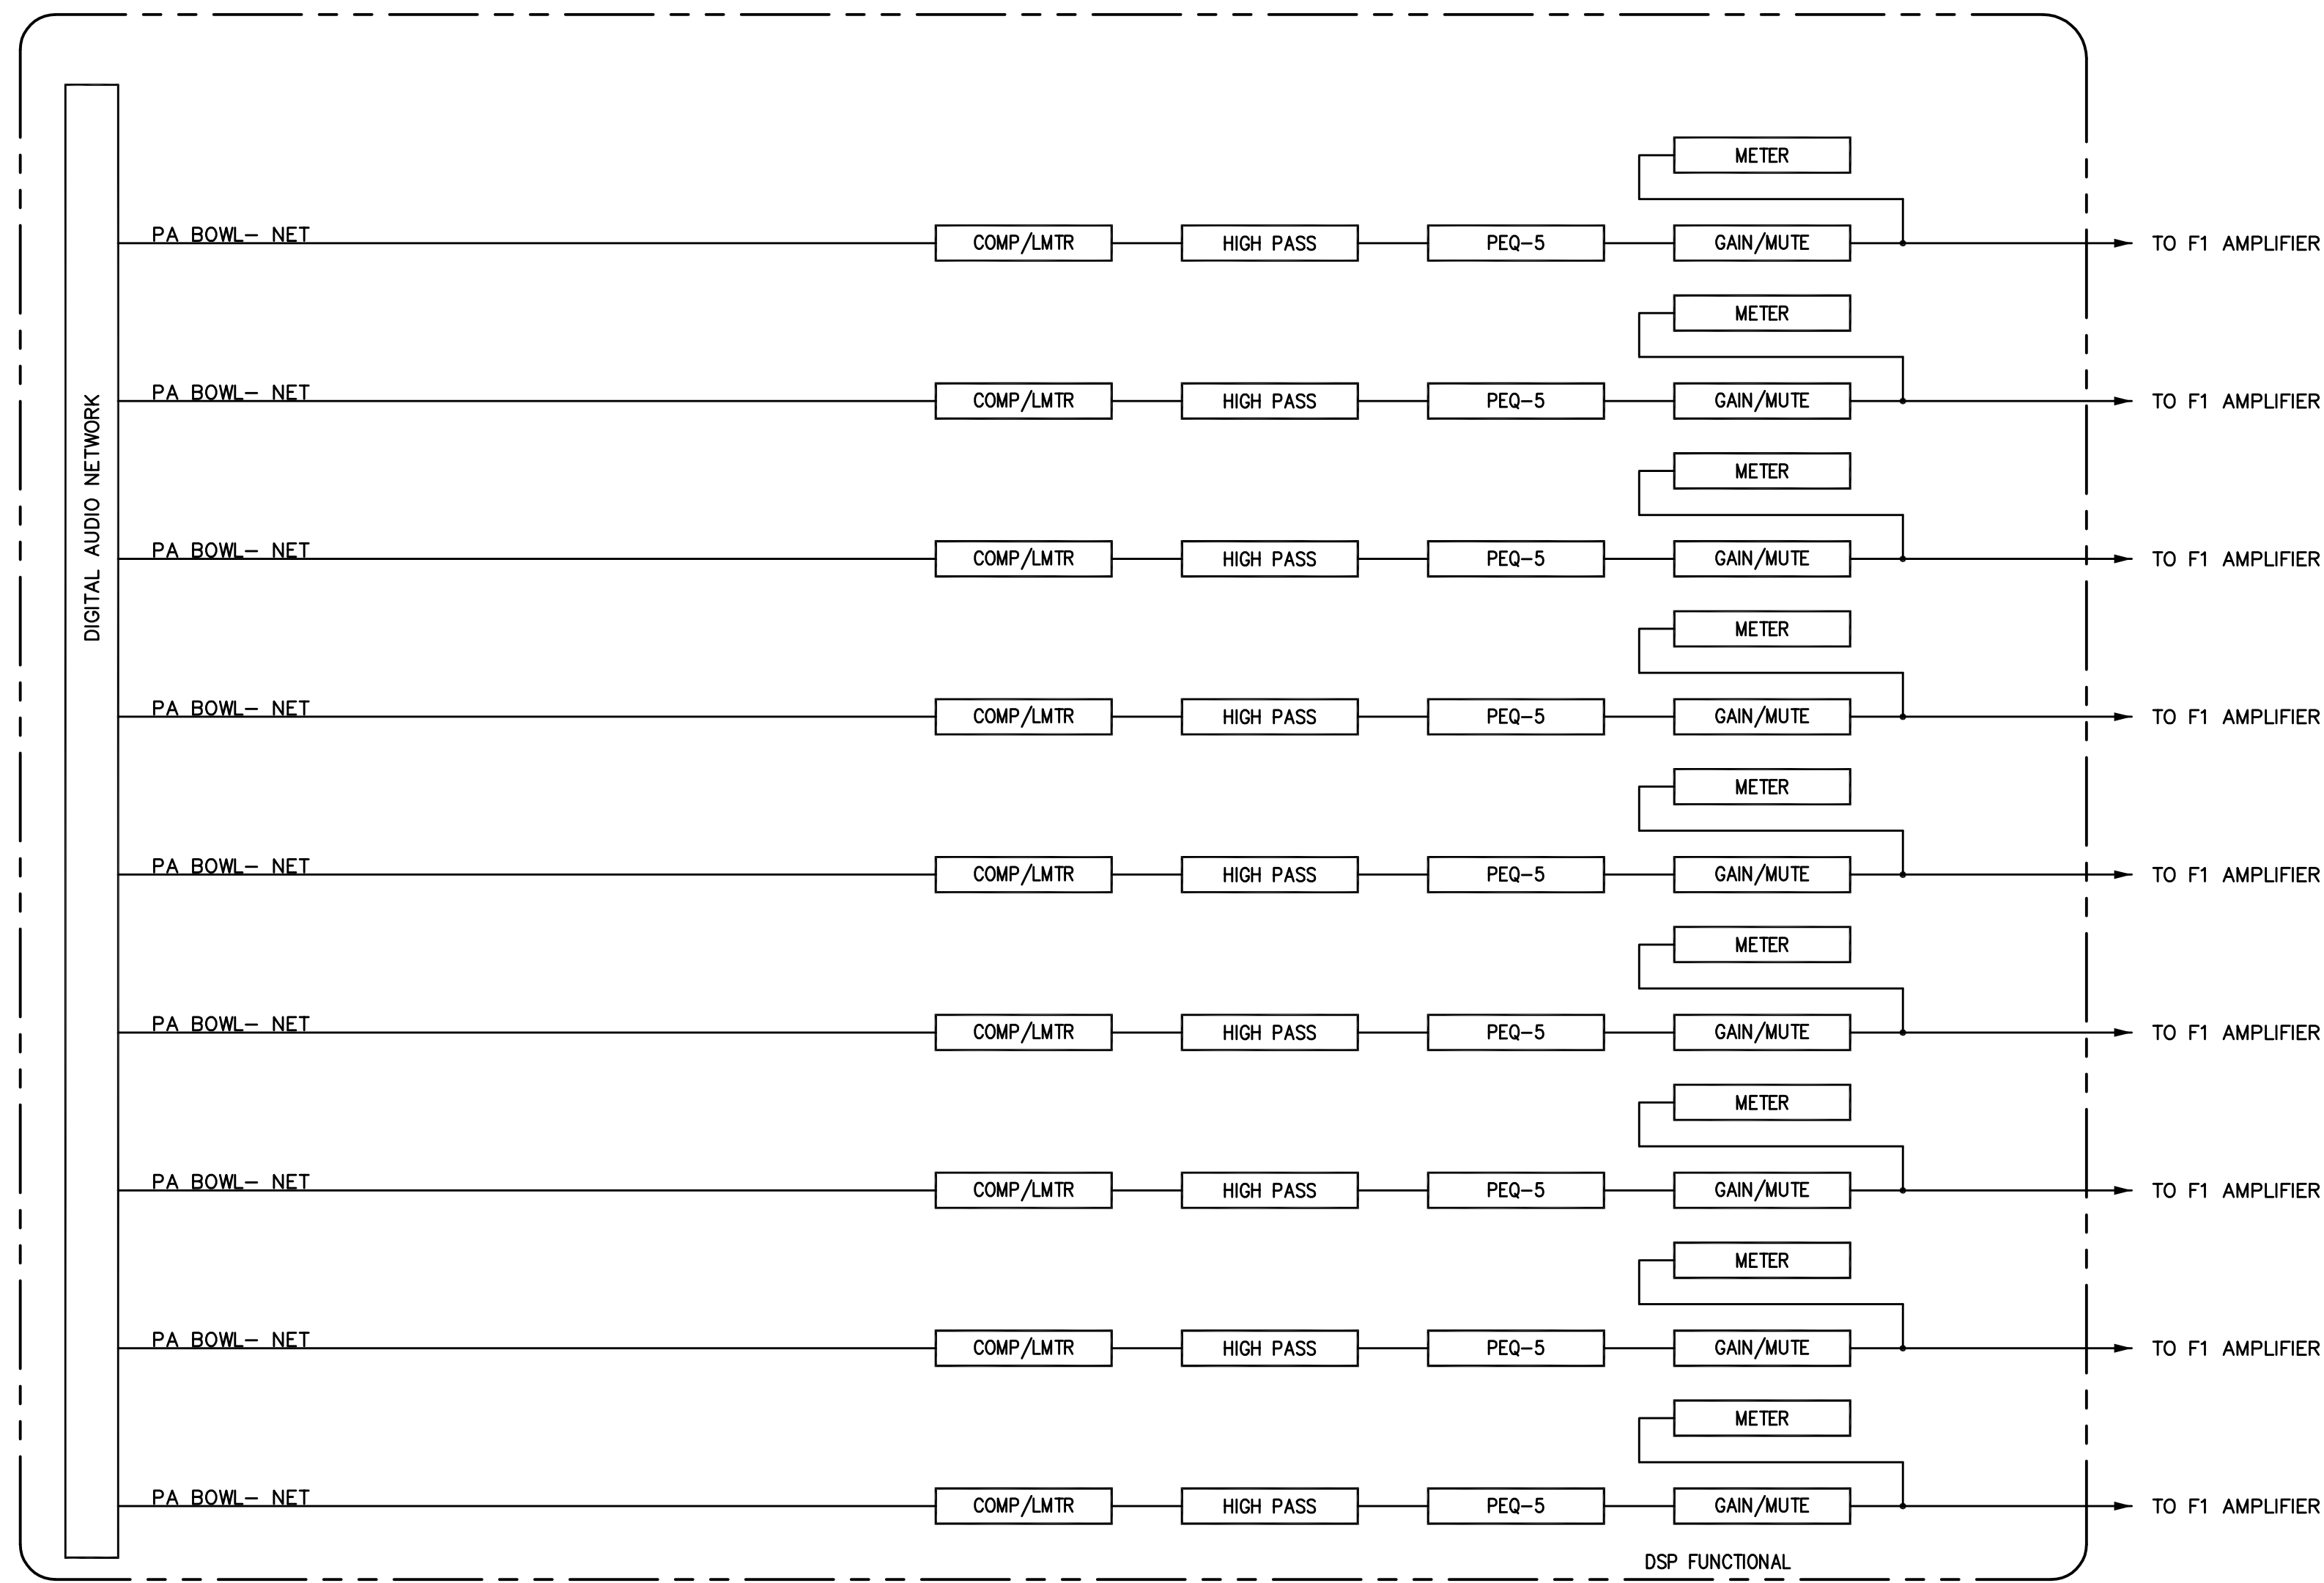 METER
PA BOWL- NET COMP/LMTR HIGH PASS PEQ-5 GAIN/MUTE TO F1 AMPLIFIER
METER
PA BOWL- NET COMP/LMTR HIGH PASS PEQ-5 GAIN/MUTE TO F1 AMPLIFIER
DIGITAL AUDIO NETWORK
METER
PA BOWL- NET COMP/LMTR HIGH PASS PEQ-5 GAIN/MUTE TO F1 AMPLIFIER
METER
PA BOWL- NET COMP/LMTR HIGH PASS PEQ-5 GAIN/MUTE TO F1 AMPLIFIER
METER
PA BOWL- NET COMP/LMTR HIGH PASS PEQ-5 GAIN/MUTE TO F1 AMPLIFIER
METER
PA BOWL- NET COMP/LMTR HIGH PASS PEQ-5 GAIN/MUTE TO F1 AMPLIFIER
METER
PA BOWL- NET COMP/LMTR HIGH PASS PEQ-5 GAIN/MUTE TO F1 AMPLIFIER
METER
PA BOWL- NET COMP/LMTR HIGH PASS PEQ-5 GAIN/MUTE TO F1 AMPLIFIER
METER
PA BOWL- NET COMP/LMTR HIGH PASS PEQ-5 GAIN/MUTE TO F1 AMPLIFIER
DSP FUNCTIONAL